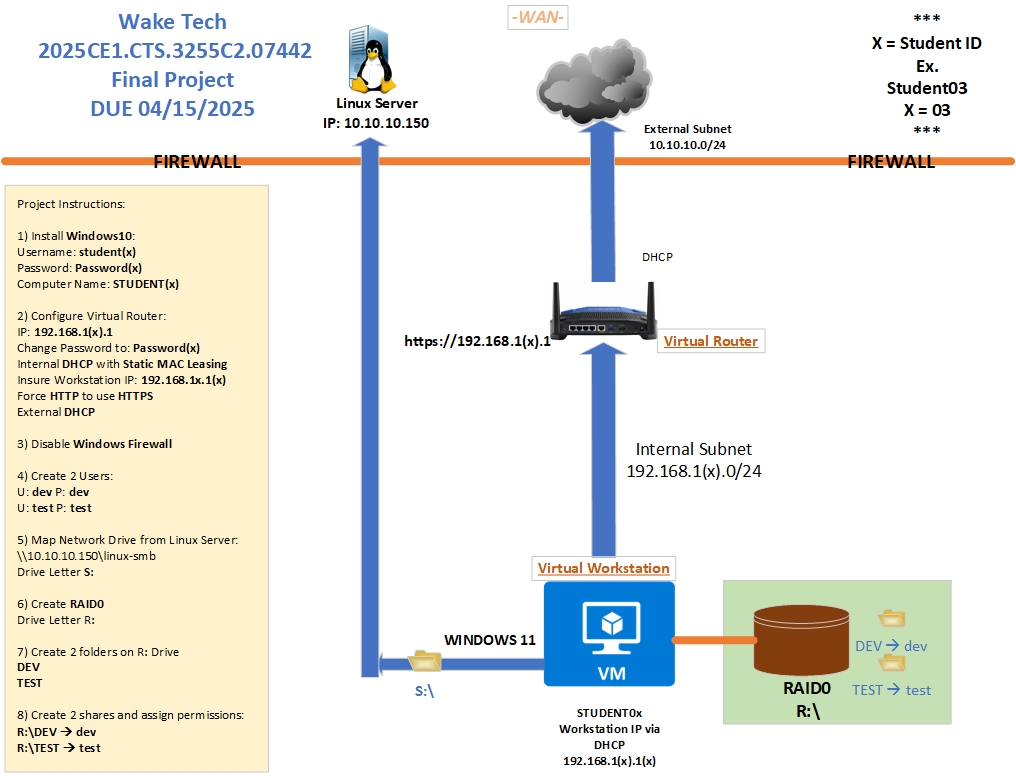 Wake Tech
2025CE1.CTS.3255C2.07442
Final Project
DUE 04/15/2025
Linux Server
IP: 10.10.10.150
-WAN-
External Subnet
10.10.10.0/24
***
X = Student ID
Ex.
Student03
X = 03
***
FIREWALL
FIREWALL
Project Instructions:
1) Install Windows10:
Username: student(x)
Password: Password(x)
Computer Name: STUDENT(x)
2) Configure Virtual Router:
IP: 192.168.1(x).1
Change Password to: Password(x)
Internal DHCP with Static MAC Leasing
Insure Workstation IP: 192.168.1x.1(x)
Force HTTP to use HTTPS
External DHCP
3) Disable Windows Firewall
4) Create 2 Users:
U: dev P: dev
U: test P: test
5) Map Network Drive from Linux Server:
\\10.10.10.150\linux-smb
Drive Letter S:
6) Create RAID0
Drive Letter R:
7) Create 2 folders on R: Drive
DEV
TEST
8) Create 2 shares and assign permissions:
R:\DEV → dev
R:\TEST → test
DHCP
https://192.168.1(x).1
Virtual Router
Internal Subnet
192.168.1(x).0/24
Virtual Workstation
WINDOWS 11
VM
S:\
STUDENT0x
Workstation IP via
DHCP
192.168.1(x).1(x)
DEV → dev
TEST → test
RAID0
R:\